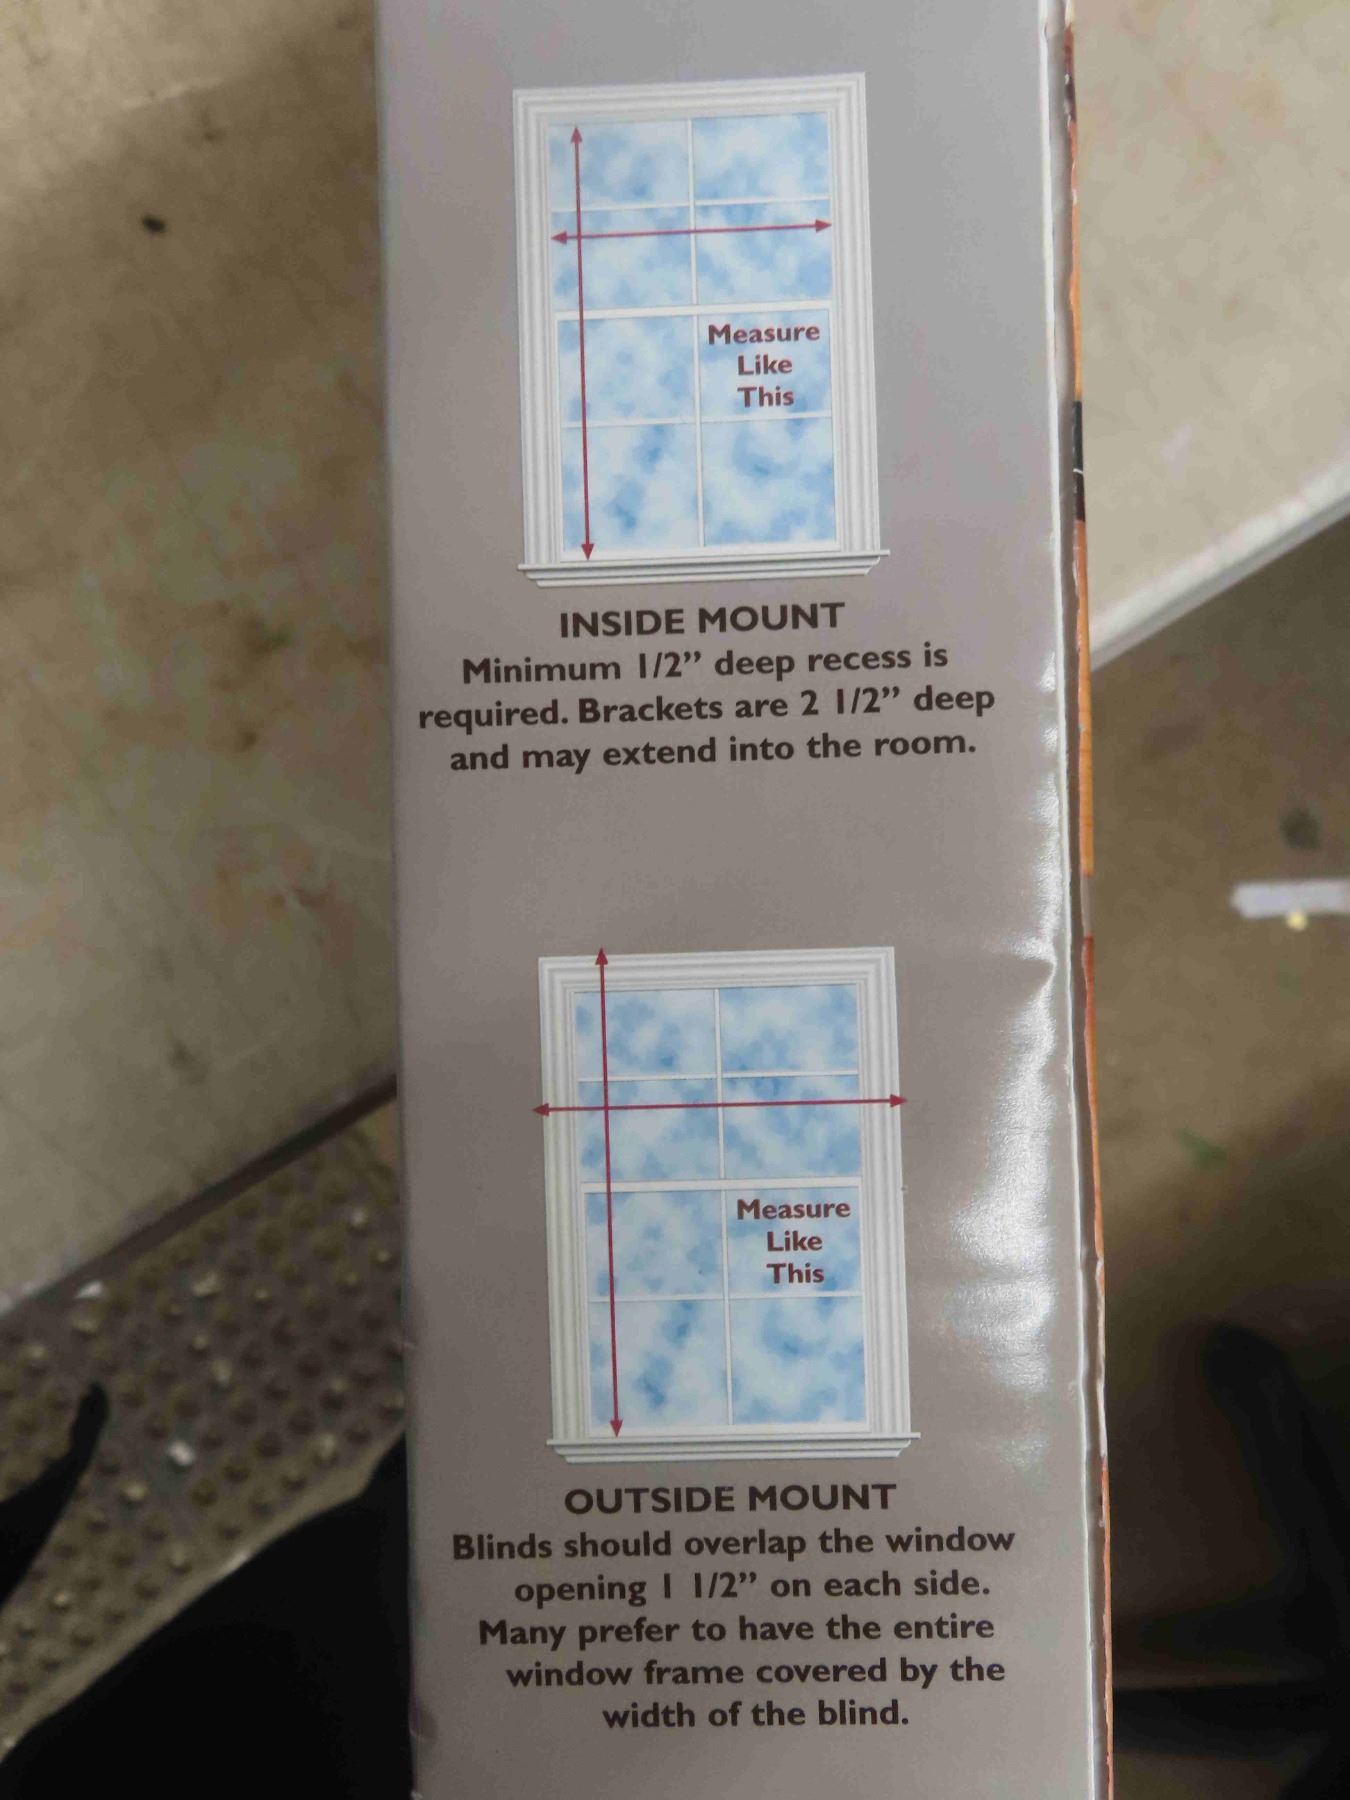 Measure
Like
This
INSIDE MOUNT
Minimum 1/2” deep recess is
required. Brackets are 2 1/2” deep
and may extend into the room.
Measure
Like
This
OUTSIDE MOUNT
Blinds should overlap the window
opening 1 1/2” on each side.
Many prefer to have the entire
window frame covered by the
width of the blind.